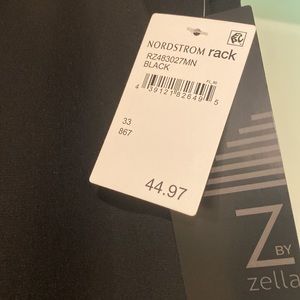 NORDSTROM rack
RZ483027MN
BLACK
33
867
44.97
Z BY
zella